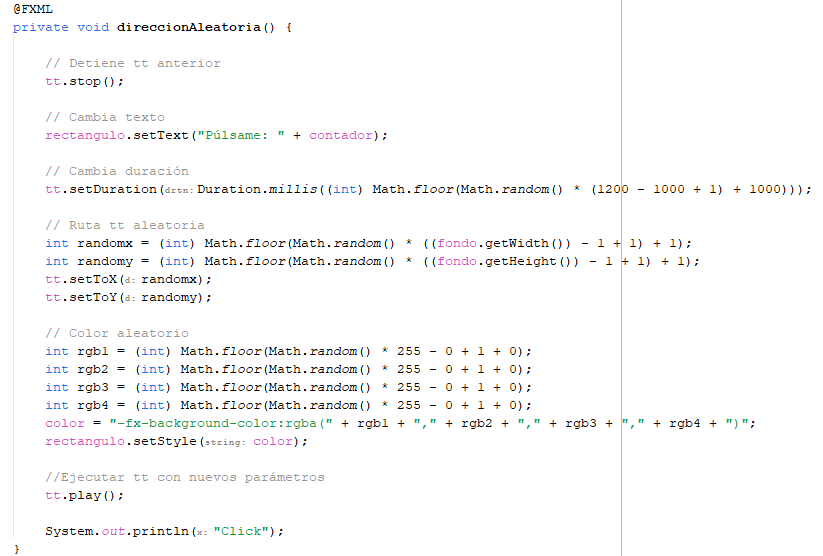 @FXML
private void direccionAleatoria() {
// Detiene tt anterior
tt.stop();
// Cambia texto
rectangulo.setText("Púlsame: " + contador);
// Cambia duración
tt.setDuration(drtn: Duration.millis((int) Math.floor(Math.random() * (1200 - 1000 + 1) + 1000)));
// Ruta tt aleatoria
int randomx = (int) Math.floor(Math.random() * ((fondo.getWidth()) - 1 + 1) + 1);
int randomy = (int) Math.floor(Math.random() * ((fondo.getHeight()) - 1 + 1) + 1);
tt.setToX(d: randomx);
tt.setToY(d: randomy);
// Color aleatorio
int rgb1 = (int) Math.floor(Math.random() * 255 - 0 + 1 + 0);
int rgb2 = (int) Math.floor(Math.random() * 255 - 0 + 1 + 0);
int rgb3 = (int) Math.floor(Math.random() * 255 - 0 + 1 + 0);
int rgb4 = (int) Math.floor(Math.random() * 255 - 0 + 1 + 0);
color = "-fx-background-color:rgba(" + rgb1 + "," + rgb2 + "," + rgb3 + "," + rgb4 + ")";
rectangulo.setStyle(string: color);
//Ejecutar tt con nuevos parámetros
tt.play();
System.out.println(x: "Click");
}